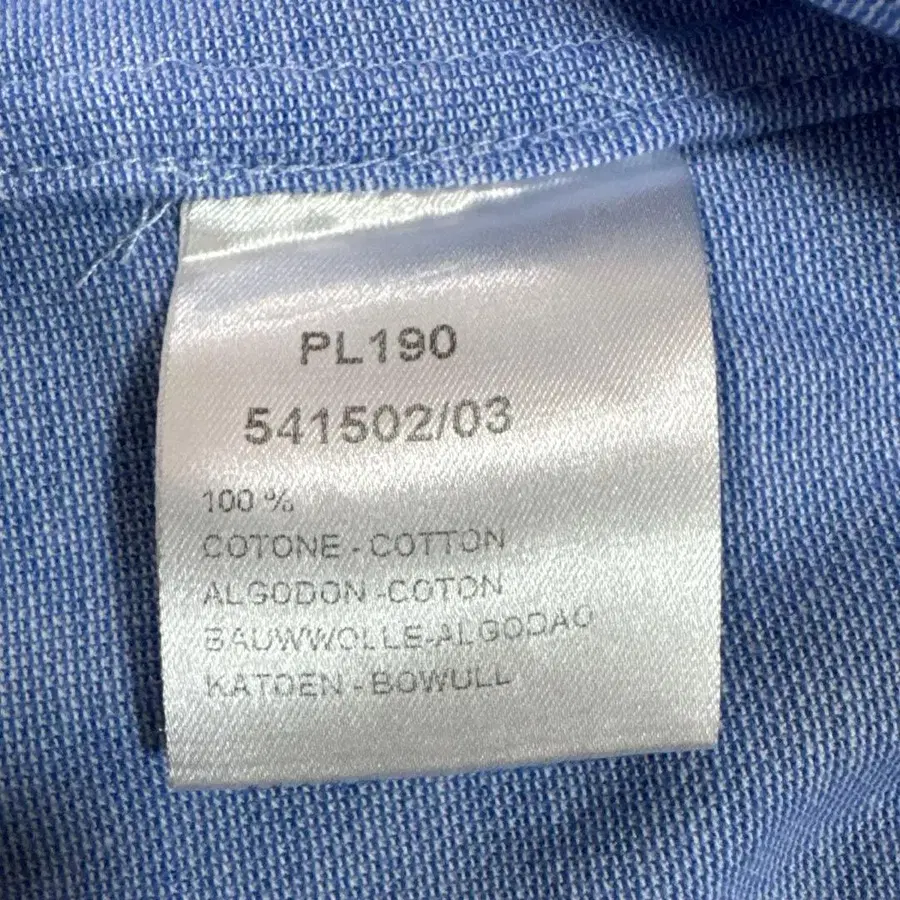 PL190
541502/03
100 %
COTONE - COTTON
ALGODON -COTON
BAUWWOLLE-ALGODAO
KATOEN - BOWULL